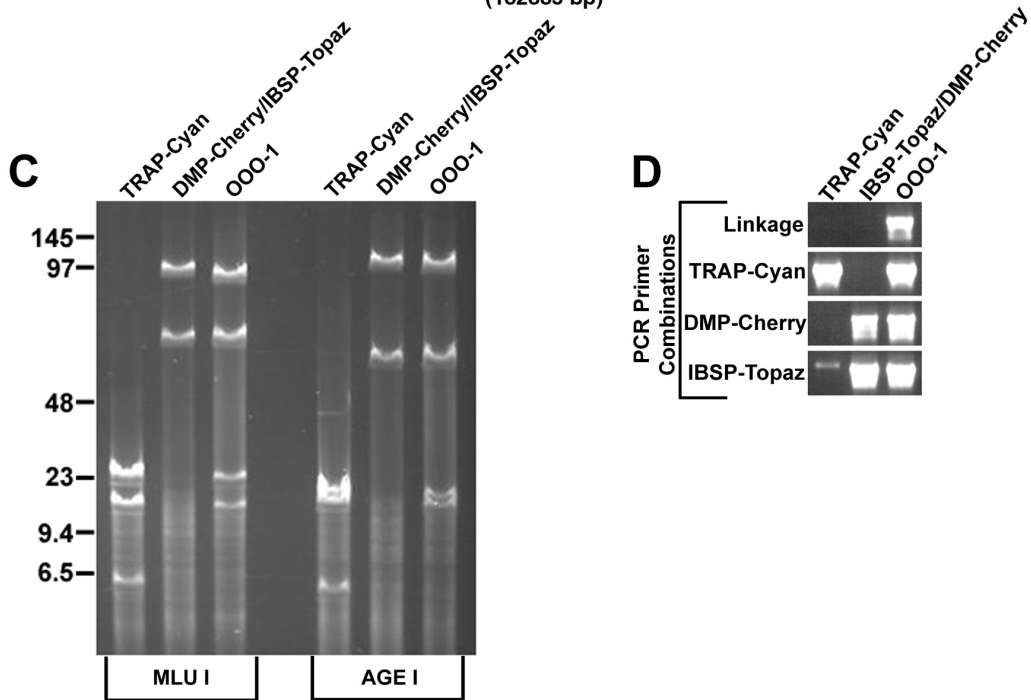 (182889 bp)
C
TRAP-Cyan
DMP-Cherry/IBSP-Topaz
OOO-1
TRAP-Cyan
DMP-Cherry/IBSP-Topaz
OOO-1
145
97
48
23
9.4
6.5
MLU I
AGE I
D
TRAP-Cyan
IBSP-Topaz/DMP-Cherry
OOO-1
PCR Primer
Combinations
Linkage
TRAP-Cyan
DMP-Cherry
IBSP-Topaz